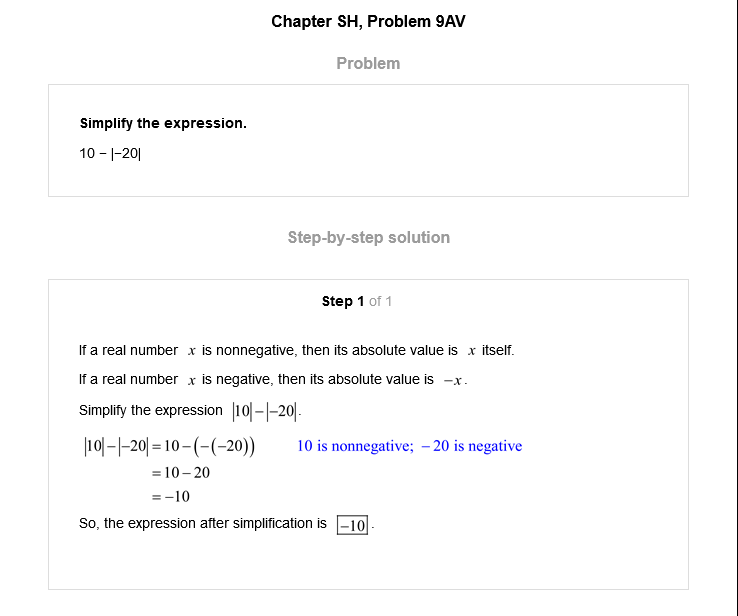 Chapter SH, Problem 9AV
Problem
Simplify the expression.
10 − |−20|
Step-by-step solution
Step 1 of 1
If a real number x is nonnegative, then its absolute value is x itself.
If a real number x is negative, then its absolute value is −x.
Simplify the expression |10|−|−20|.
|10|−|−20| = 10−(−(−20)) 10 is nonnegative; −20 is negative
= 10−20
= −10
So, the expression after simplification is −10.